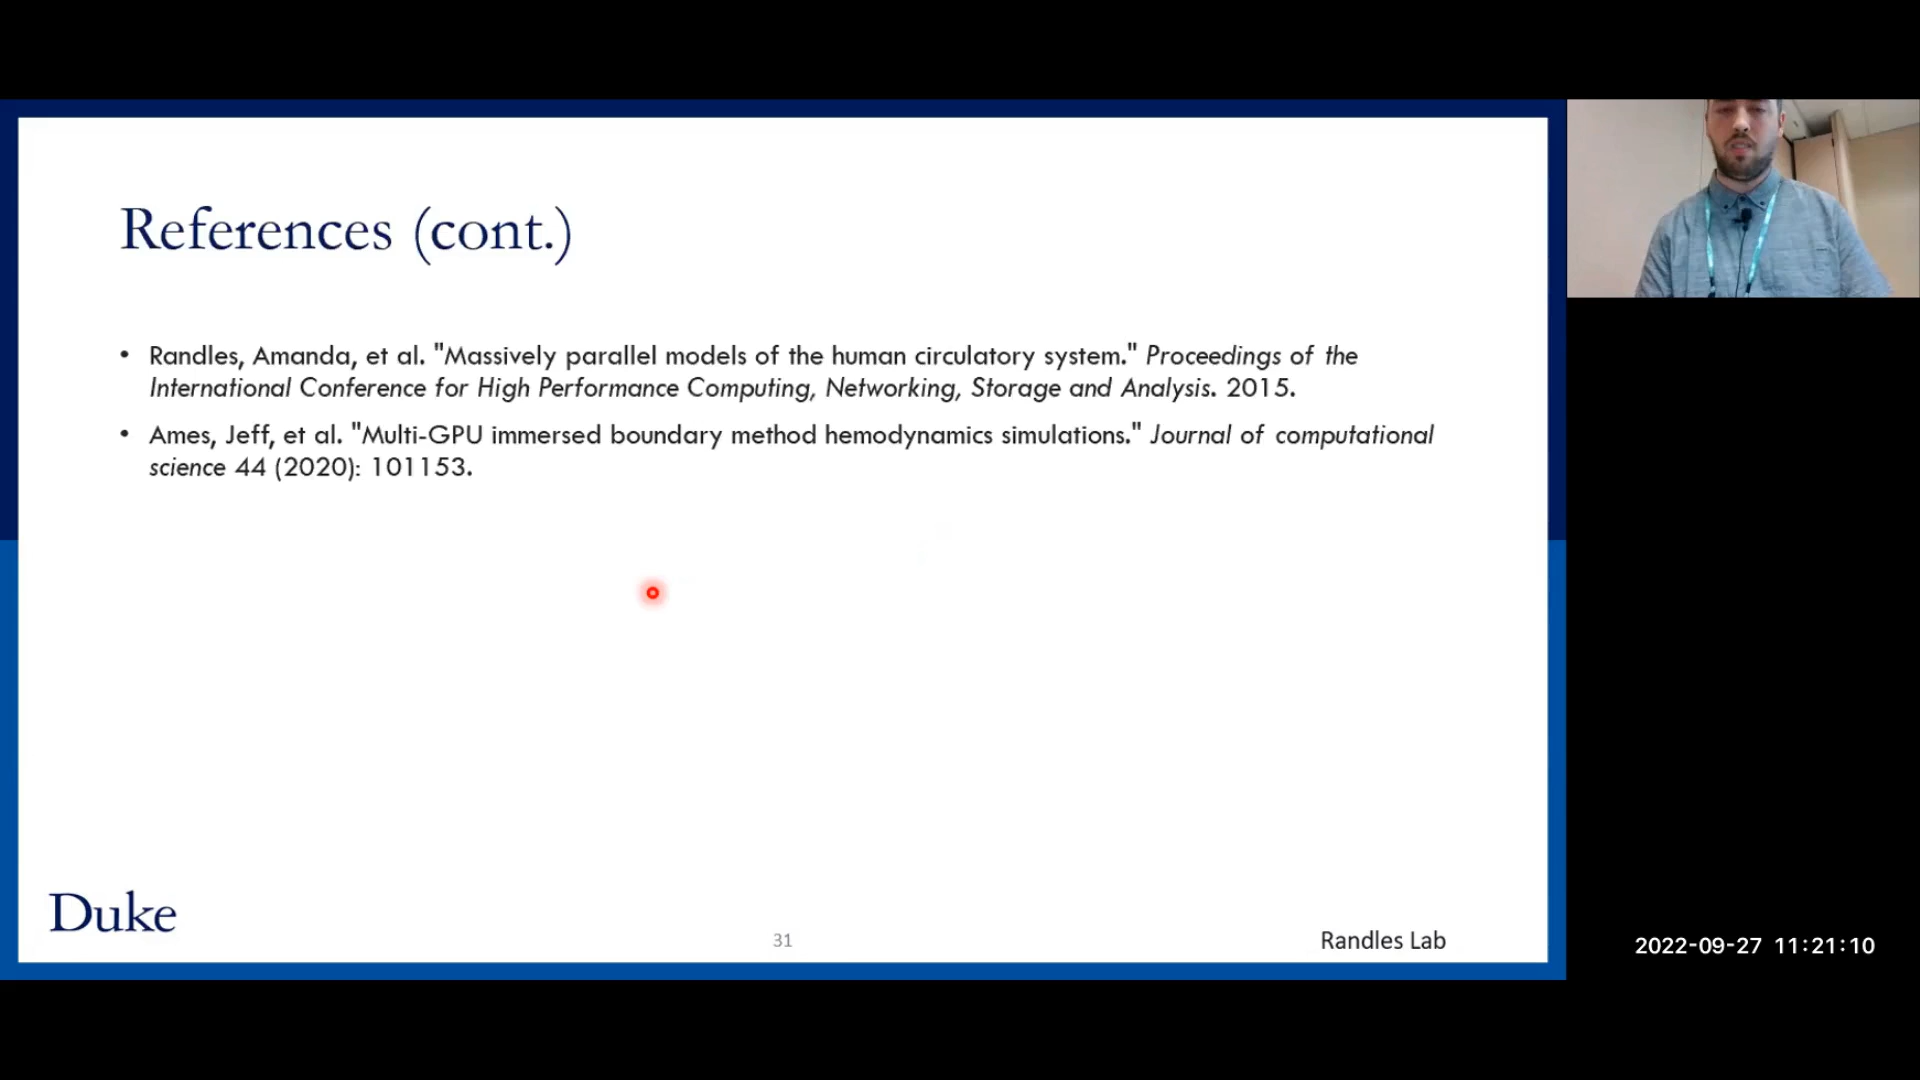 References (cont.)
• Randles, Amanda, et al. "Massively parallel models of the human circulatory system." Proceedings of the
International Conference for High Performance Computing, Networking, Storage and Analysis. 2015.
• Ames, Jeff, et al. "Multi-GPU immersed boundary method hemodynamics simulations." Journal of computational
science 44 (2020): 101153.
Duke
31
Randles Lab
2022-09-27 11:21:10